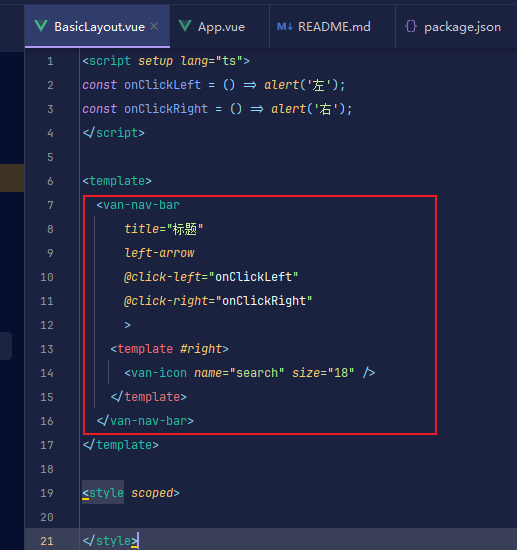 BasicLayout.vue × App.vue README.md {} package.json
1 <script setup lang="ts">
2 const onClickLeft = () => alert('左');
3 const onClickRight = () => alert('右');
4 </script>
5
6 <template>
7 <van-nav-bar
8 title="标题"
9 left-arrow
10 @click-left="onClickLeft"
11 @click-right="onClickRight"
12 >
13 <template #right>
14 <van-icon name="search" size="18" />
15 </template>
16 </van-nav-bar>
17 </template>
18
19 <style scoped>
20
21 </style>